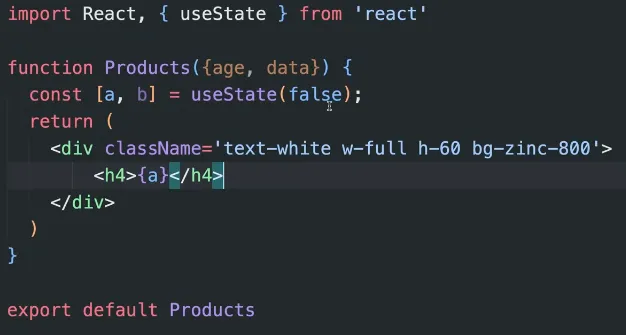 import React, { useState } from 'react'
function Products({age, data}) {
const [a, b] = useState(false);
return (
<div className='text-white w-full h-60 bg-zinc-800'>
<h4>{a}</h4>
</div>
)
}
export default Products